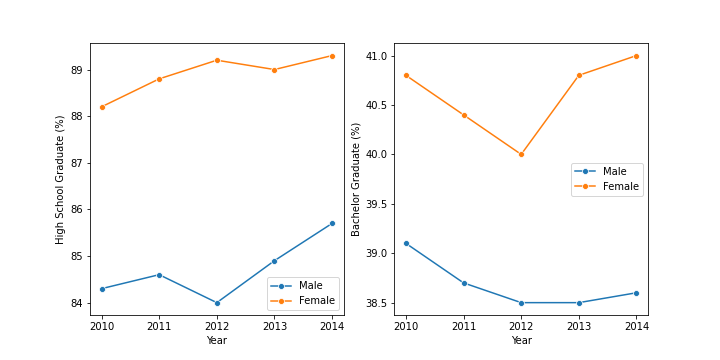 High School Graduate (%)
89
88
87
86
85
84
2010 2011 2012 2013 2014
Year
Male
Female
Bachelor Graduate (%)
41.0
40.5
40.0
39.5
39.0
38.5
2010 2011 2012 2013 2014
Year
Male
Female